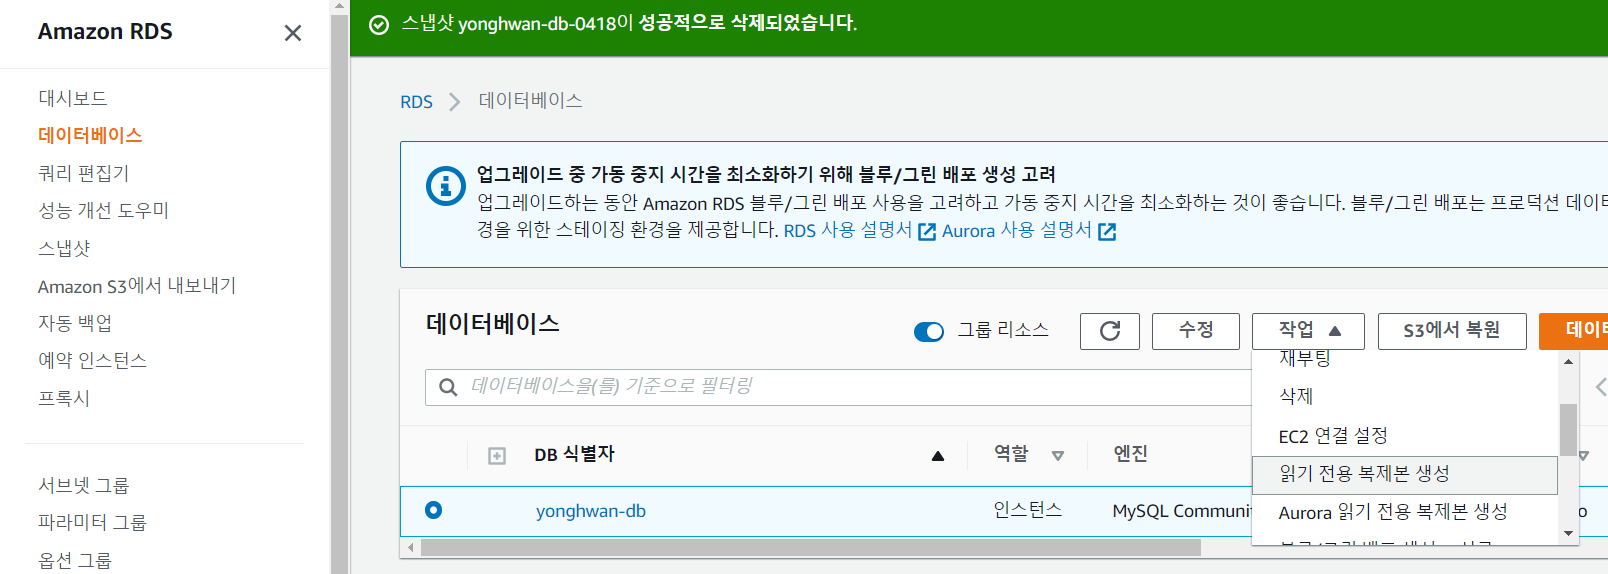 Amazon RDS
대시보드
데이터베이스
쿼리 편집기
성능 개선 도우미
스냅샷
Amazon S3에서 내보내기
자동 백업
예약 인스턴스
프록시
서브넷 그룹
파라미터 그룹
옵션 그룹
스냅샷 yonghwan-db-0418이 성공적으로 삭제되었습니다.
RDS > 데이터베이스
업그레이드 중 가동 중지 시간을 최소화하기 위해 블루/그린 배포 생성 고려
업그레이드하는 동안 Amazon RDS 블루/그린 배포 사용을 고려하고 가동 중지 시간을 최소화하는 것이 좋습니다. 블루/그린 배포는 프로덕션 데이터
경을 위한 스테이징 환경을 제공합니다. RDS 사용 설명서 Aurora 사용 설명서
데이터베이스 그룹 리소스 수정 작업 S3에서 복원 데이터
데이터베이스을(를) 기준으로 필터링
DB 식별자 역할 엔진
yonghwan-db 인스턴스 MySQL Communi
재부팅
삭제
EC2 연결 설정
읽기 전용 복제본 생성
Aurora 읽기 전용 복제본 생성